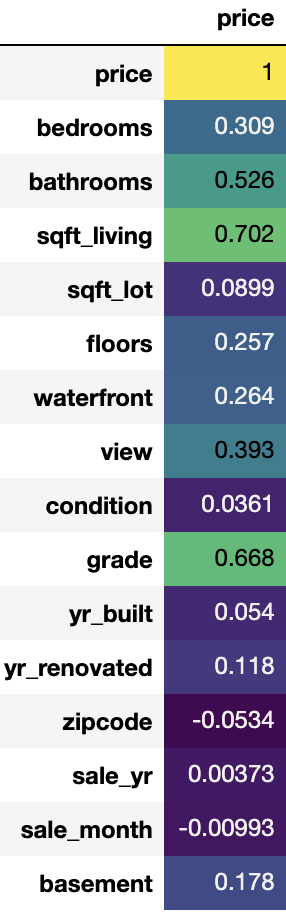 price
price 1
bedrooms 0.309
bathrooms 0.526
sqft_living 0.702
sqft_lot 0.0899
floors 0.257
waterfront 0.264
view 0.393
condition 0.0361
grade 0.668
yr_built 0.054
yr_renovated 0.118
zipcode -0.0534
sale_yr 0.00373
sale_month -0.00993
basement 0.178